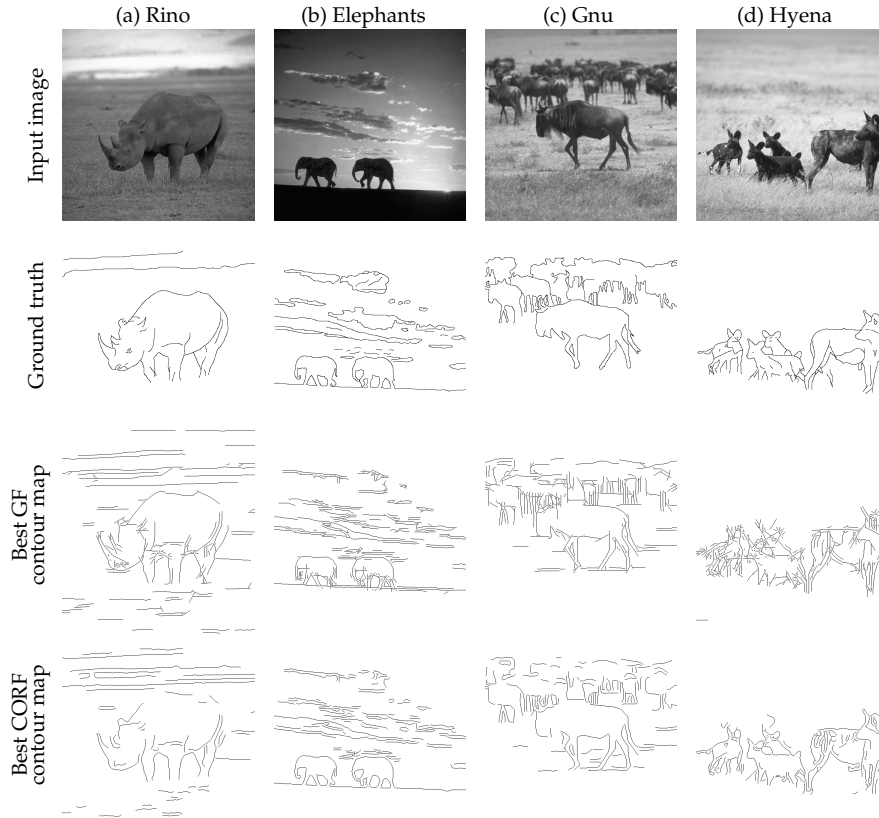 (a) Rino
(b) Elephants
(c) Gnu
(d) Hyena
Input image
Ground truth
Best GF
contour map
Best CORF
contour map